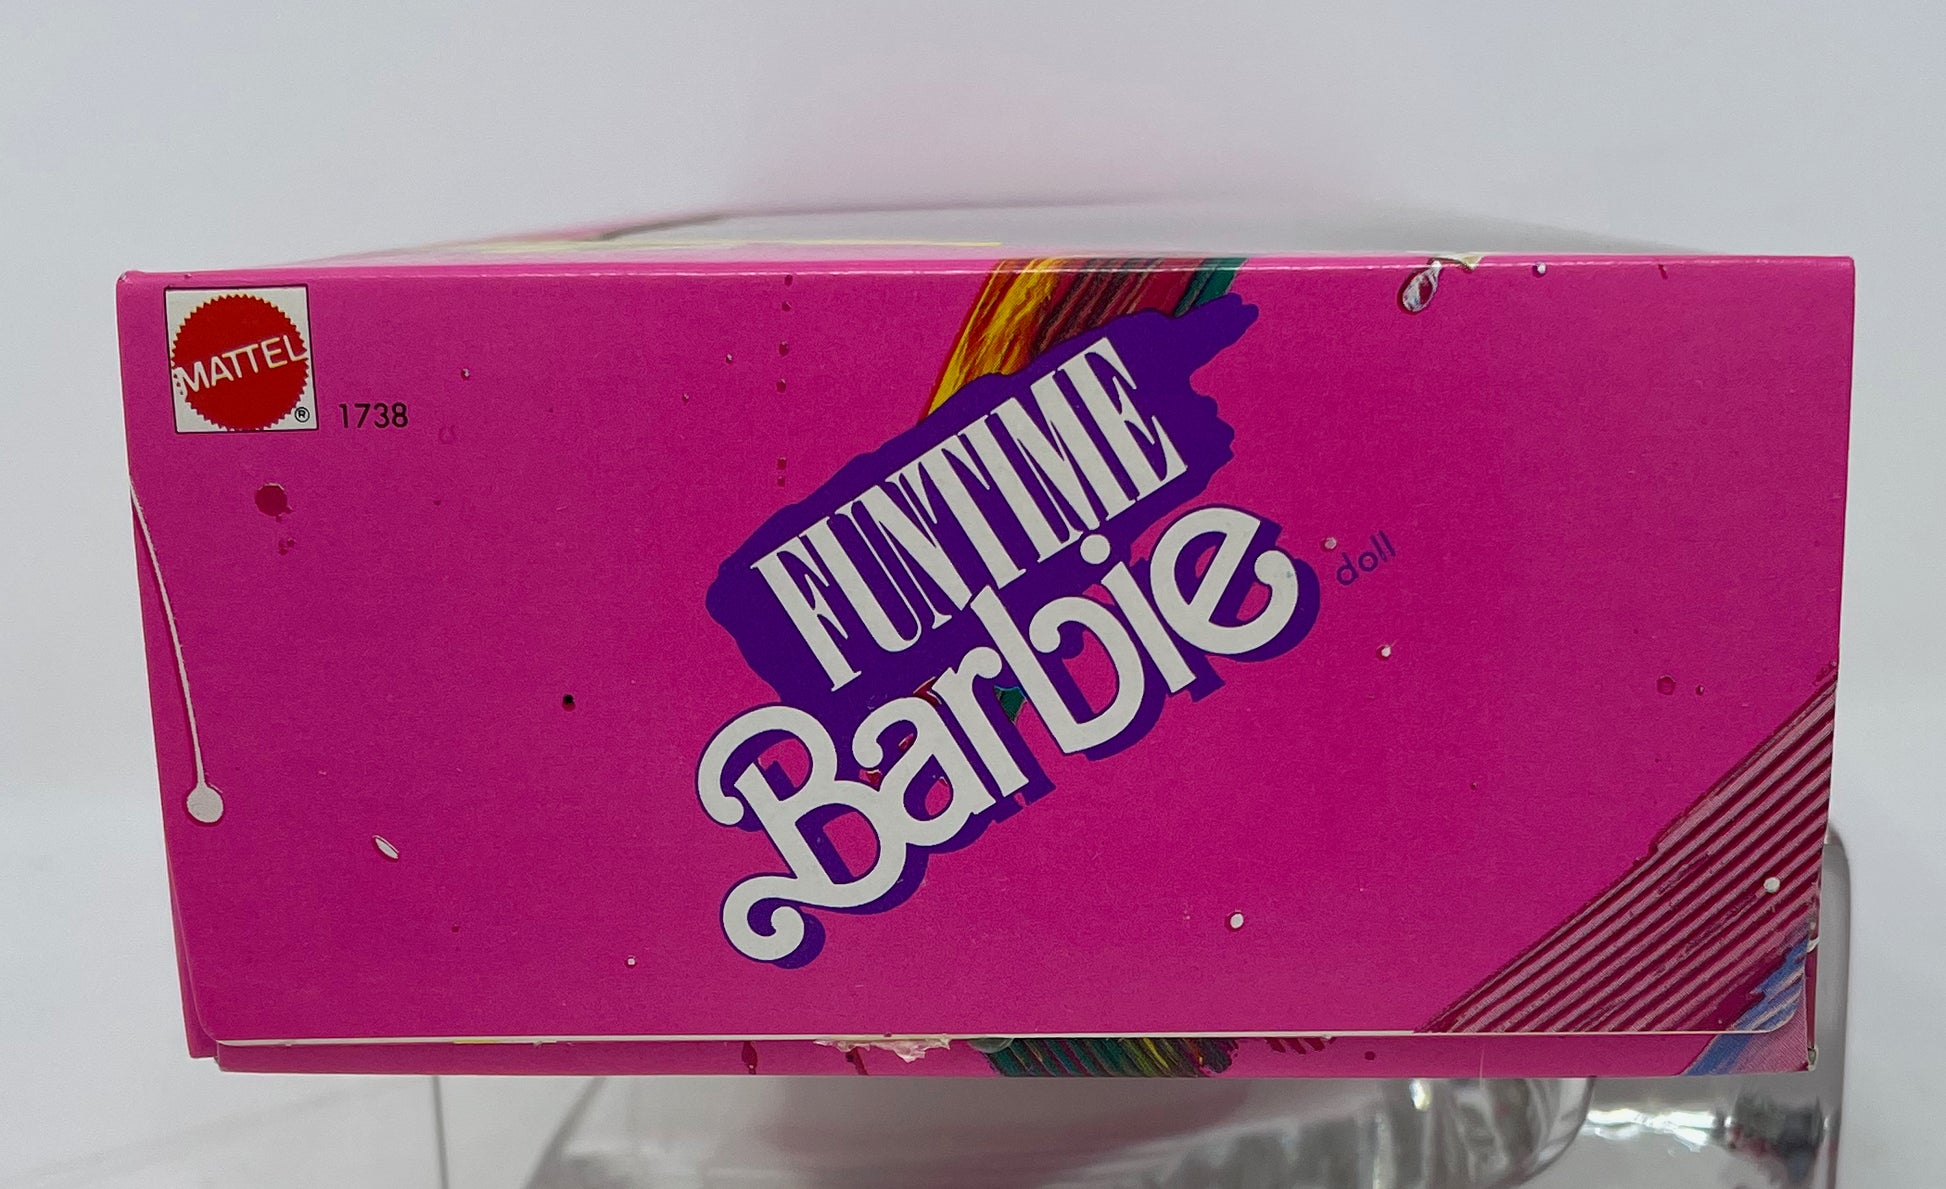 MATTEL
®
1738
FUNTIME
Barbie
doll